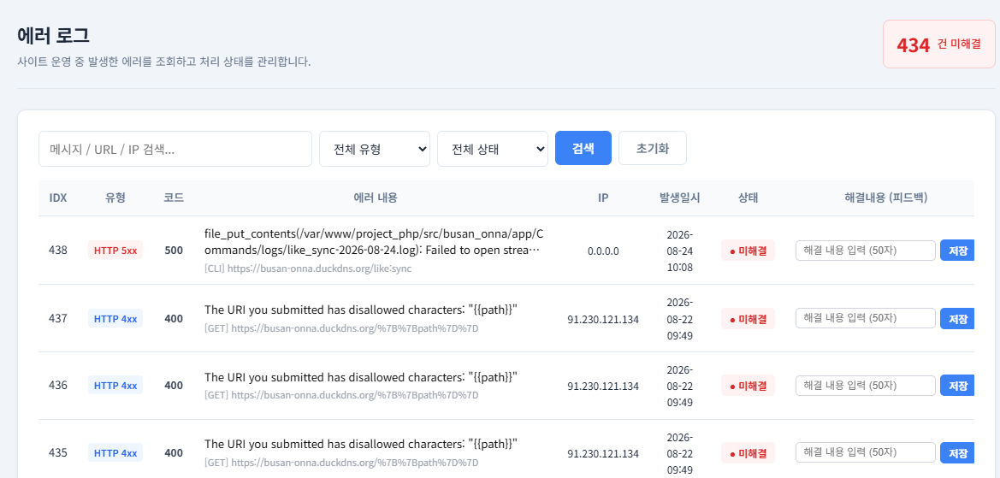 에러 로그
사이트 운영 중 발생한 에러를 조회하고 처리 상태를 관리합니다.
434 건 미해결
메시지 / URL / IP 검색... 전체 유형 전체 상태 검색 초기화
IDX 유형 코드 에러 내용 IP 발생일시 상태 해결내용 (피드백)
438 HTTP 5xx 500 file_put_contents(/var/www/project_php/src/busan_onna/app/C
ommands/logs/like_sync-2026-08-24.log): Failed to open strea…
[CLI] https://busan-onna.duckdns.org/like:sync
0.0.0.0
2026-
08-24
10:08
● 미해결 해결 내용 입력 (50자) 저장
437 HTTP 4xx 400 The URI you submitted has disallowed characters: "{{path}}"
[GET] https://busan-onna.duckdns.org/%7B%7Bpath%7D%7D
91.230.121.134
2026-
08-22
09:49
● 미해결 해결 내용 입력 (50자) 저장
436 HTTP 4xx 400 The URI you submitted has disallowed characters: "{{path}}"
[GET] https://busan-onna.duckdns.org/%7B%7Bpath%7D%7D
91.230.121.134
2026-
08-22
09:49
● 미해결 해결 내용 입력 (50자) 저장
435 HTTP 4xx 400 The URI you submitted has disallowed characters: "{{path}}"
[GET] https://busan-onna.duckdns.org/%7B%7Bpath%7D%7D
91.230.121.134
2026-
08-22
09:49
● 미해결 해결 내용 입력 (50자) 저장